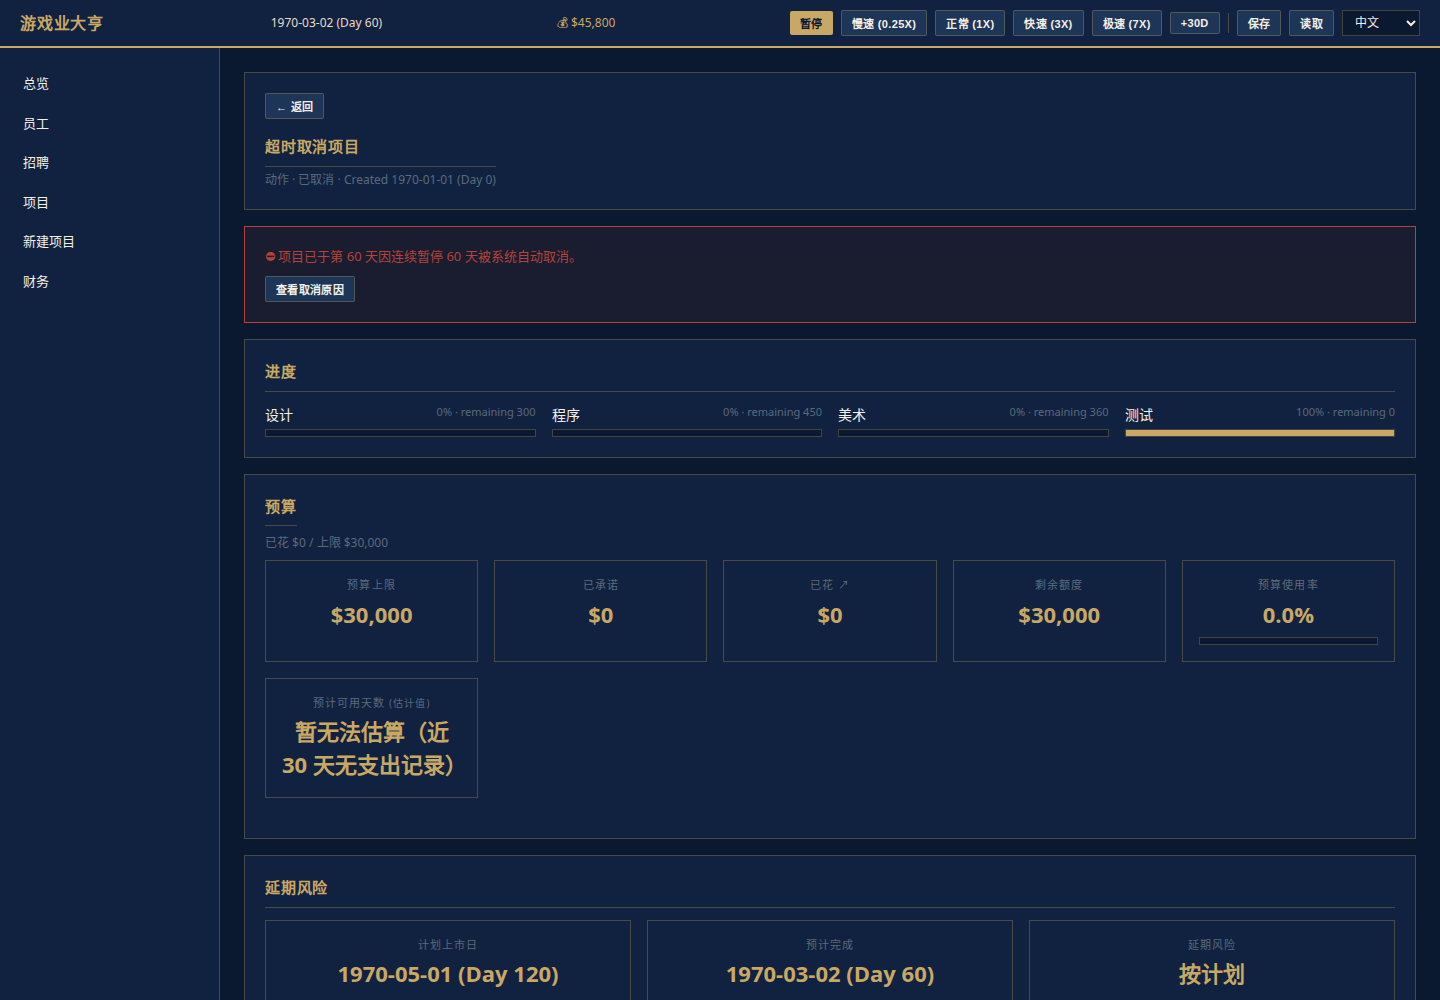 游戏业大亨
1970-03-02 (Day 60)
💰 $45,800
暂停
慢速 (0.25X)
正常 (1X)
快速 (3X)
极速 (7X)
+30D
保存
读取
中文
总览
员工
招聘
项目
新建项目
财务
← 返回
超时取消项目
动作 · 已取消 · Created 1970-01-01 (Day 0)
⛔ 项目已于第 60 天因连续暂停 60 天被系统自动取消。
查看取消原因
进度
设计
0% · remaining 300
程序
0% · remaining 450
美术
0% · remaining 360
测试
100% · remaining 0
预算
已花 $0 / 上限 $30,000
预算上限
$30,000
已承诺
$0
已花 ↗
$0
剩余额度
$30,000
预算使用率
0.0%
预计可用天数 (估计值)
暂无法估算（近
30 天无支出记录）
延期风险
计划上市日
1970-05-01 (Day 120)
预计完成
1970-03-02 (Day 60)
延期风险
按计划